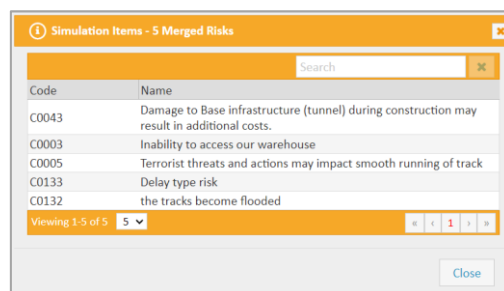 Simulation Items - 5 Merged Risks
Search
Code Name
C0043 Damage to Base infrastructure (tunnel) during construction may
result in additional costs.
C0003 Inability to access our warehouse
C0005 Terrorist threats and actions may impact smooth running of track
C0133 Delay type risk
C0132 the tracks become flooded
Viewing 1-5 of 5 5 « ‹ 1 › »
Close